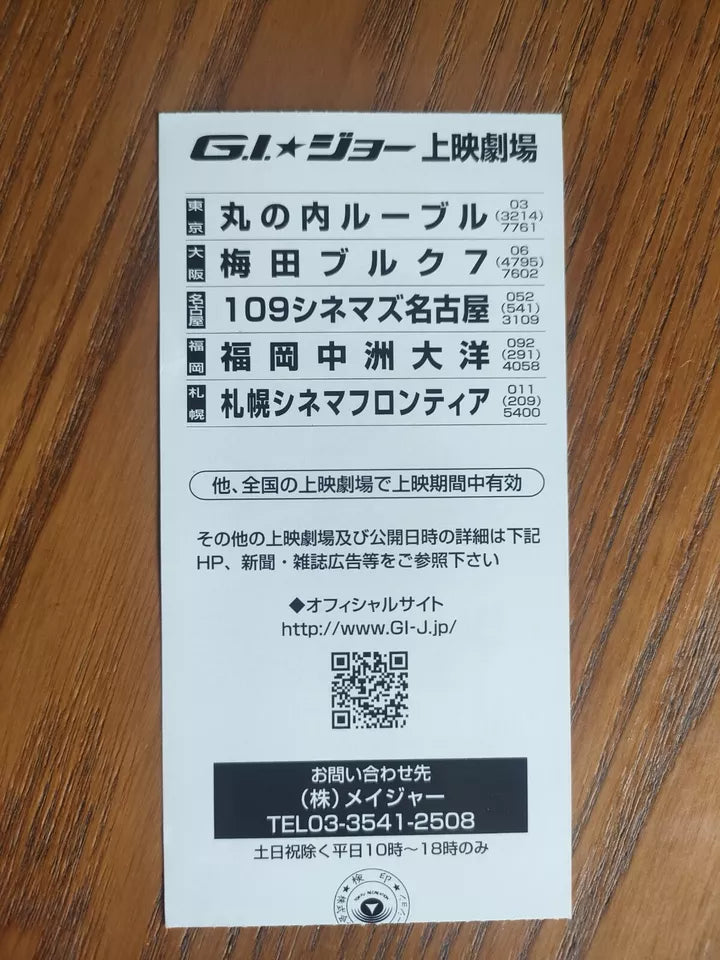 G.I.★ジョー 上映劇場
東京 丸の内ルーブル 03(3214)7761
大阪 梅田ブルク7 06(4795)7602
名古屋 109シネマズ名古屋 052(541)3109
福岡 福岡中洲大洋 092(291)4058
札幌 札幌シネマフロンティア 011(209)5400
他、全国の上映劇場で上映期間中有効
その他の上映劇場及び公開日時の詳細は下記
HP、新聞・雑誌広告等をご参照下さい
◆オフィシャルサイト
http://www.GI-J.jp/
お問い合わせ先
(株)メイジャー
TEL03-3541-2508
土日祝除く平日10時〜18時のみ
検印